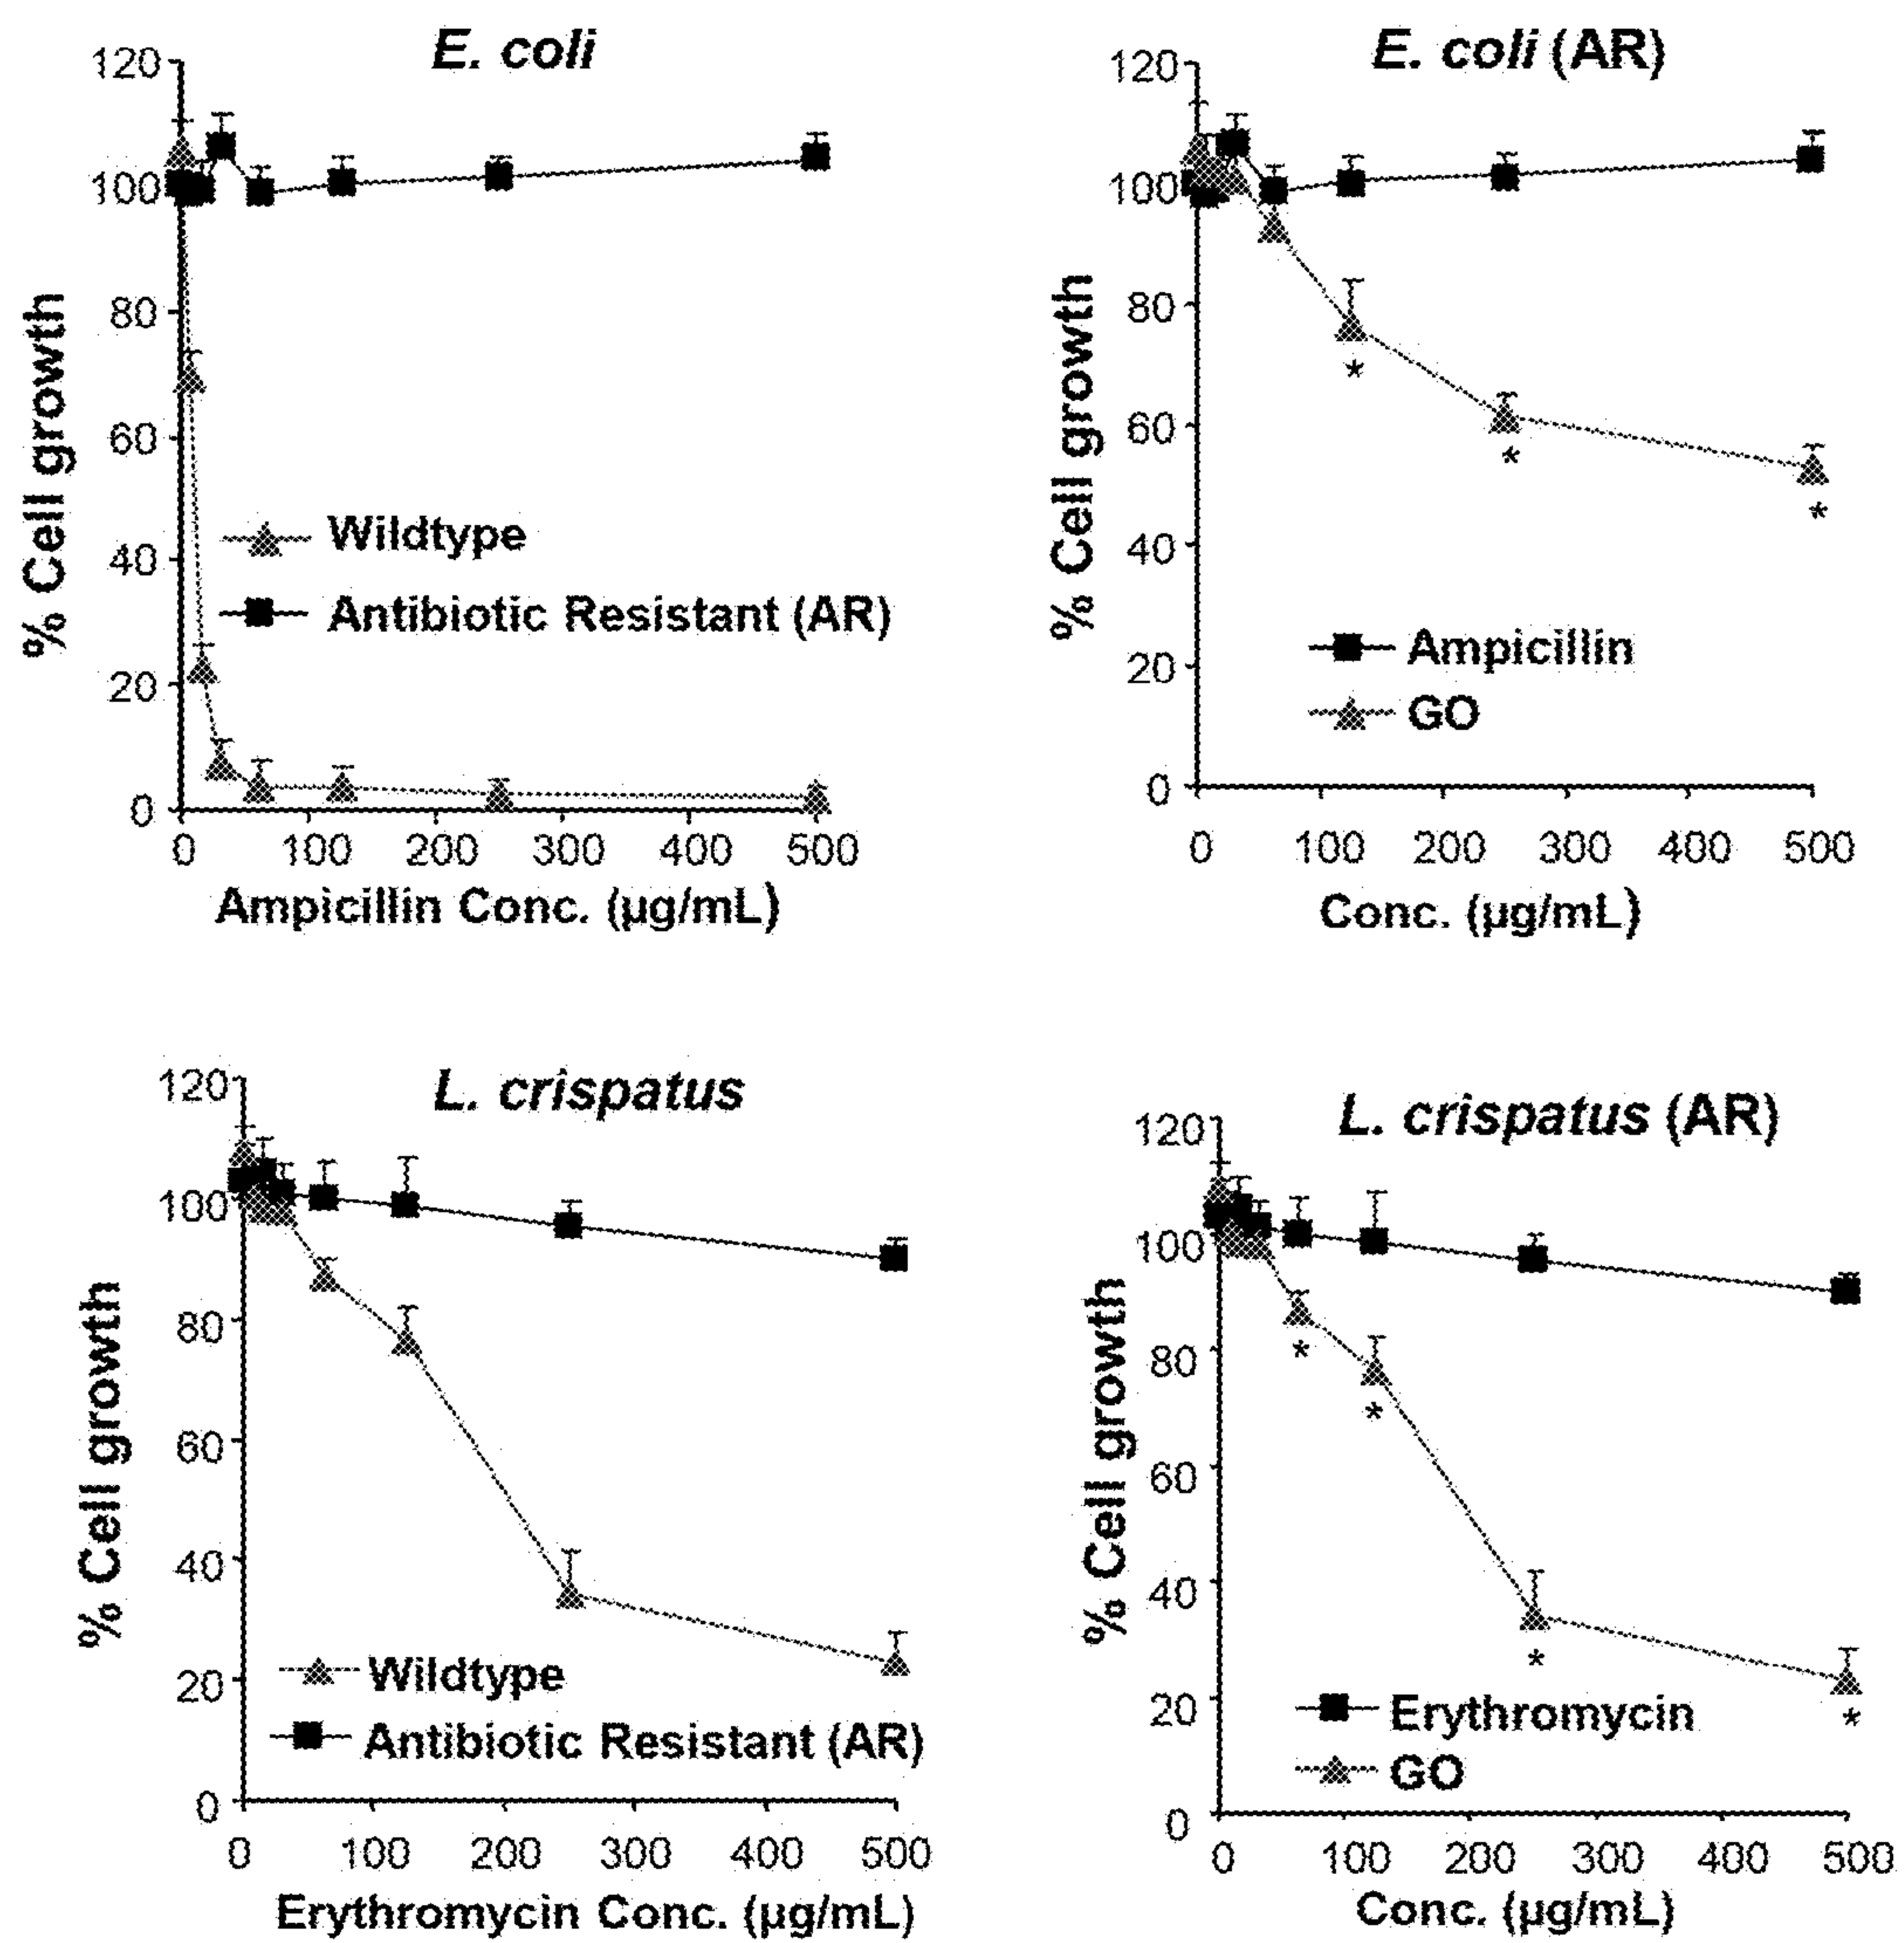 E. coli
120
100
80
60
40
20
0
% Cell growth
Wildtype
Antibiotic Resistant (AR)
0 100 200 300 400 500
Ampicillin Conc. (µg/mL)
E. coli (AR)
120
100
80
60
40
20
0
% Cell growth
*
*
*
Ampicillin
GO
0 100 200 300 400 500
Conc. (µg/mL)
L. crispatus
120
100
80
60
40
20
0
% Cell growth
Wildtype
Antibiotic Resistant (AR)
0 100 200 300 400 500
Erythromycin Conc. (µg/mL)
L. crispatus (AR)
120
100
80
60
40
20
0
% Cell growth
*
*
*
*
Erythromycin
GO
0 100 200 300 400 500
Conc. (µg/mL)